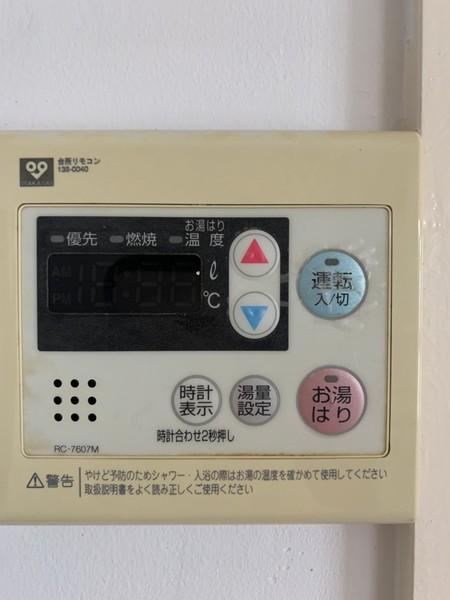 OSAKA GAS
台所リモコン
138-0040
お湯はり
優先 燃焼 温度
AM
PM
ℓ
℃
運転
入/切
時計
表示
湯量
設定
お湯
はり
時計合わせ2秒押し
RC-7607M
⚠警告
やけど予防のためシャワー・入浴の際はお湯の温度を確かめて使用してください
取扱説明書をよく読み正しくご使用ください